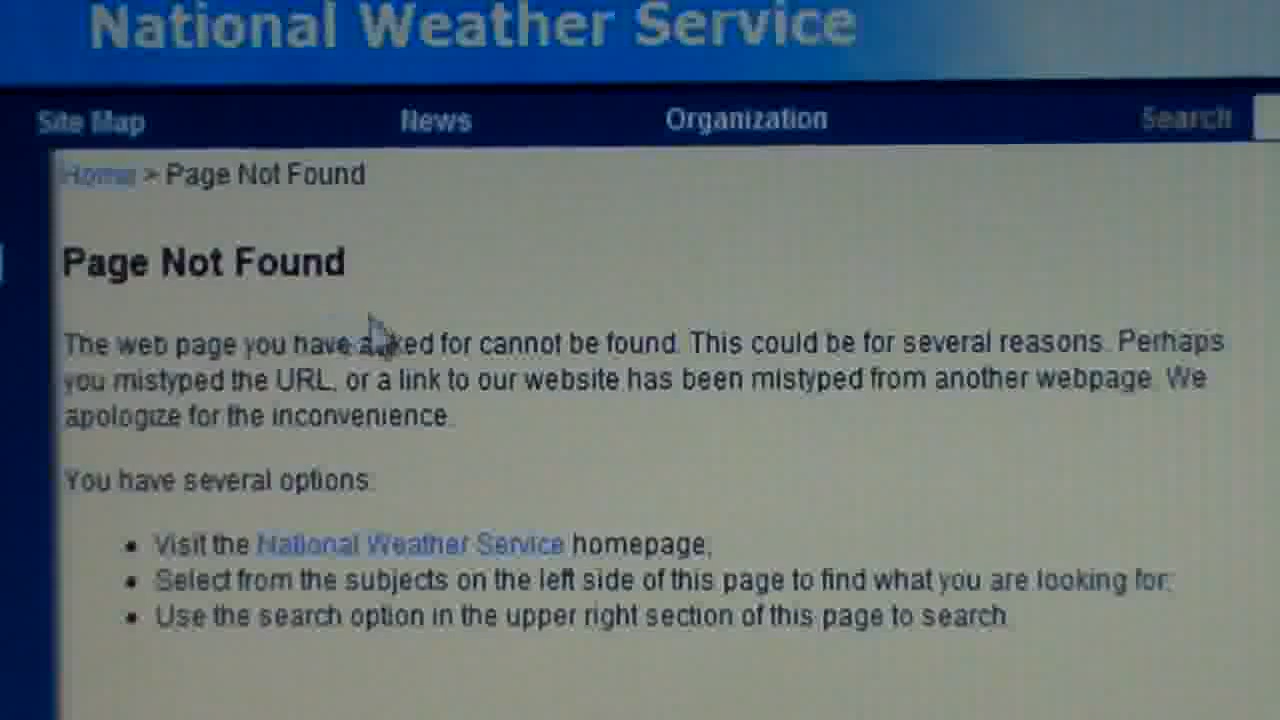 National Weather Service
Site Map News Organization Search
Home > Page Not Found
Page Not Found
The web page you have asked for cannot be found. This could be for several reasons. Perhaps
you mistyped the URL, or a link to our website has been mistyped from another webpage. We
apologize for the inconvenience.
You have several options:
• Visit the National Weather Service homepage;
• Select from the subjects on the left side of this page to find what you are looking for;
• Use the search option in the upper right section of this page to search